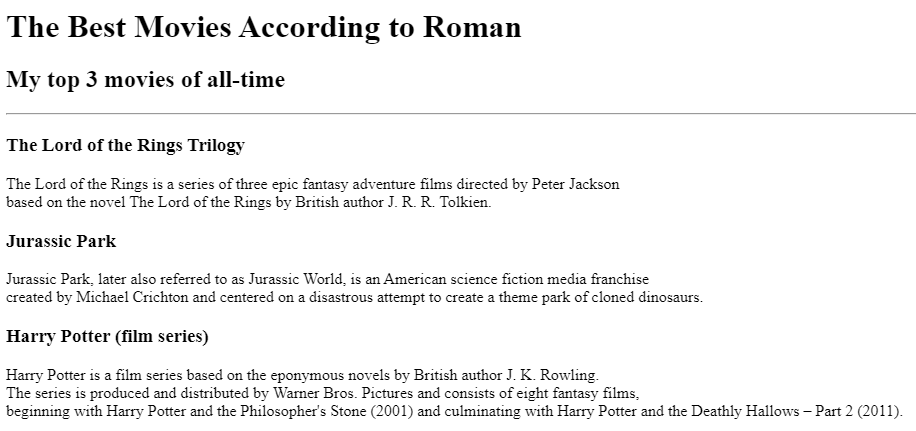 The Best Movies According to Roman
My top 3 movies of all-time
The Lord of the Rings Trilogy
The Lord of the Rings is a series of three epic fantasy adventure films directed by Peter Jackson
based on the novel The Lord of the Rings by British author J. R. R. Tolkien.
Jurassic Park
Jurassic Park, later also referred to as Jurassic World, is an American science fiction media franchise
created by Michael Crichton and centered on a disastrous attempt to create a theme park of cloned dinosaurs.
Harry Potter (film series)
Harry Potter is a film series based on the eponymous novels by British author J. K. Rowling.
The series is produced and distributed by Warner Bros. Pictures and consists of eight fantasy films,
beginning with Harry Potter and the Philosopher's Stone (2001) and culminating with Harry Potter and the Deathly Hallows – Part 2 (2011).